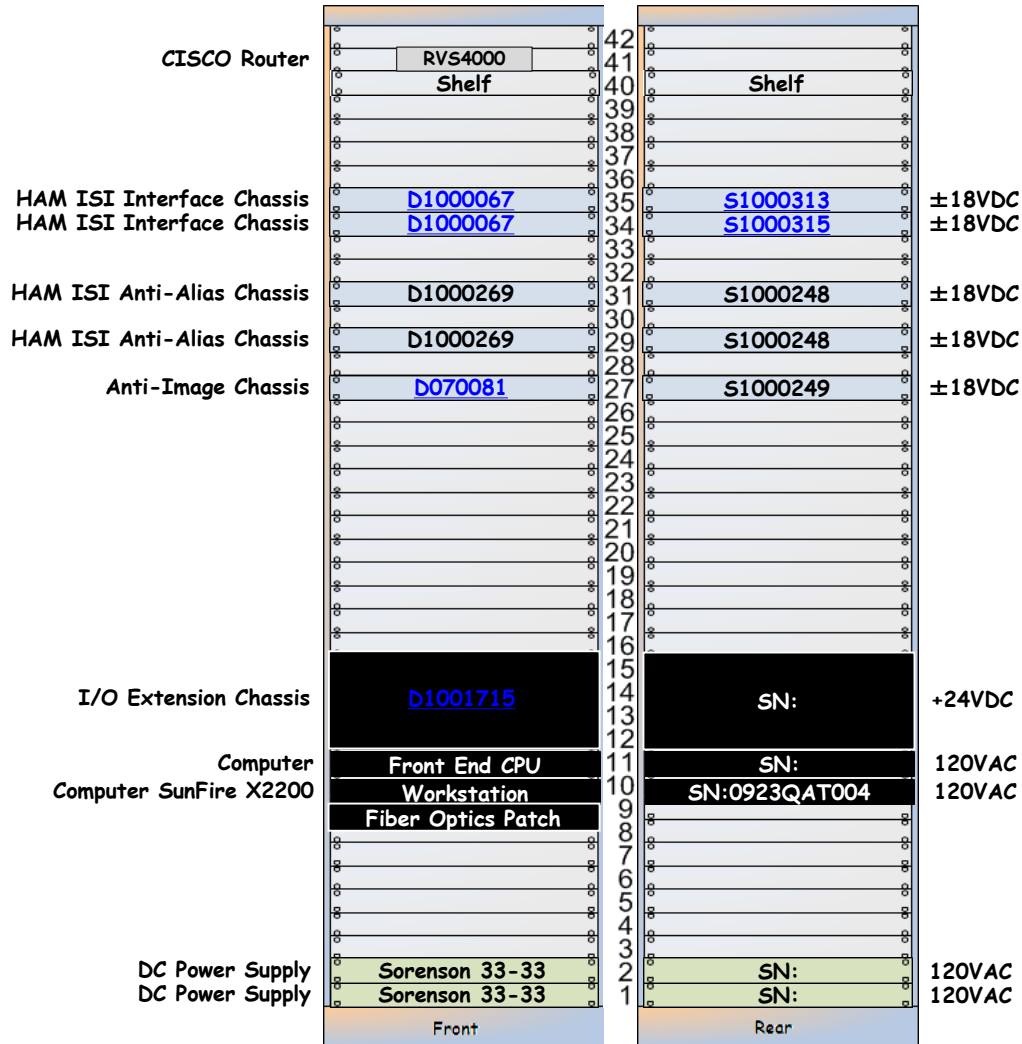 42
CISCO Router RVS4000 41
Shelf 40 Shelf
39
38
37
36
HAM ISI Interface Chassis D1000067 35 S1000313 ±18VDC
HAM ISI Interface Chassis D1000067 34 S1000315 ±18VDC
33
32
HAM ISI Anti-Alias Chassis D1000269 31 S1000248 ±18VDC
30
HAM ISI Anti-Alias Chassis D1000269 29 S1000248 ±18VDC
28
Anti-Image Chassis D070081 27 S1000249 ±18VDC
26
25
24
23
22
21
20
19
18
17
16
15
I/O Extension Chassis D1001715 14 SN: +24VDC
13
12
Computer Front End CPU 11 SN: 120VAC
Computer SunFire X2200 Workstation 10 SN:0923QAT004 120VAC
Fiber Optics Patch 9
8
7
6
5
4
3
DC Power Supply Sorenson 33-33 2 SN: 120VAC
DC Power Supply Sorenson 33-33 1 SN: 120VAC
Front Rear